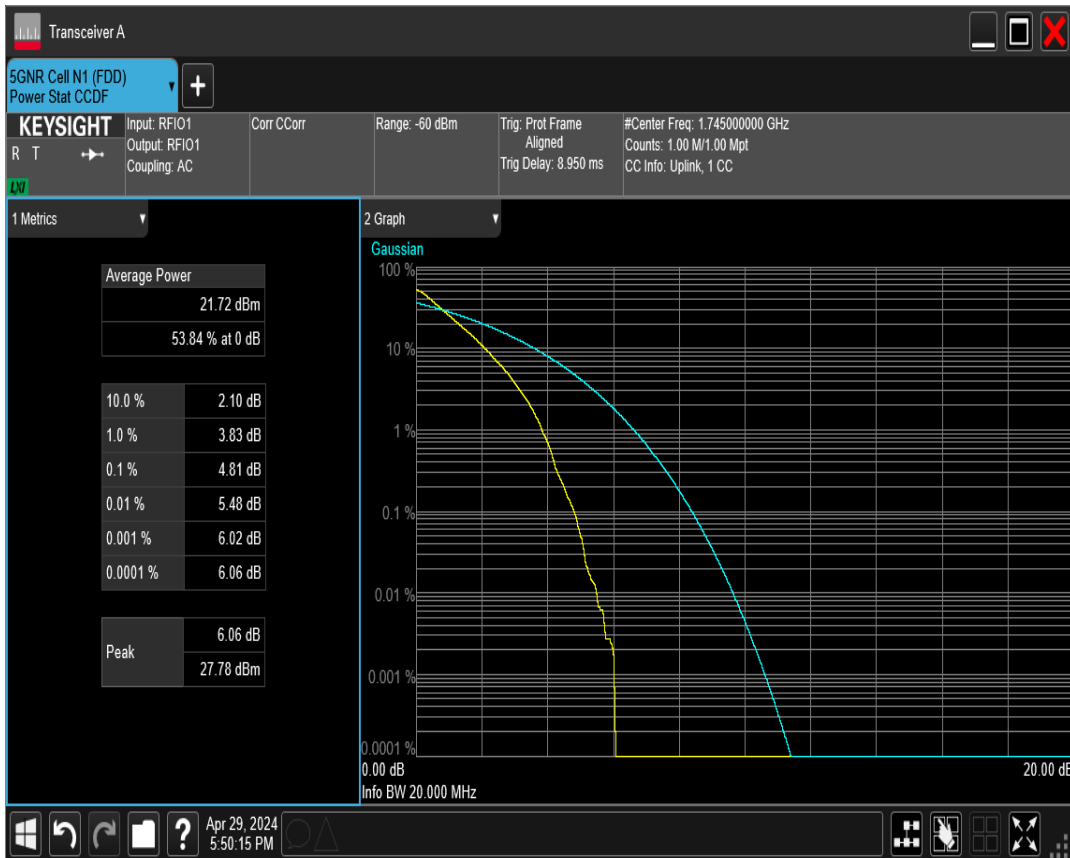 Transceiver A
5GNR Cell N1 (FDD)
Power Stat CCDF
+
KEYSIGHT
R T
LXI
Input: RFIO1
Output: RFIO1
Coupling: AC
Corr CCorr
Range: -60 dBm
Trig: Prot Frame
Aligned
Trig Delay: 8.950 ms
#Center Freq: 1.745000000 GHz
Counts: 1.00 M/1.00 Mpt
CC Info: Uplink, 1 CC
1 Metrics
Average Power
21.72 dBm
53.84 % at 0 dB
10.0 % 2.10 dB
1.0 % 3.83 dB
0.1 % 4.81 dB
0.01 % 5.48 dB
0.001 % 6.02 dB
0.0001 % 6.06 dB
Peak
6.06 dB
27.78 dBm
2 Graph
Gaussian
100 %
10 %
1 %
0.1 %
0.01 %
0.001 %
0.0001 %
0.00 dB 20.00 dB
Info BW 20.000 MHz
?
Apr 29, 2024
5:50:15 PM